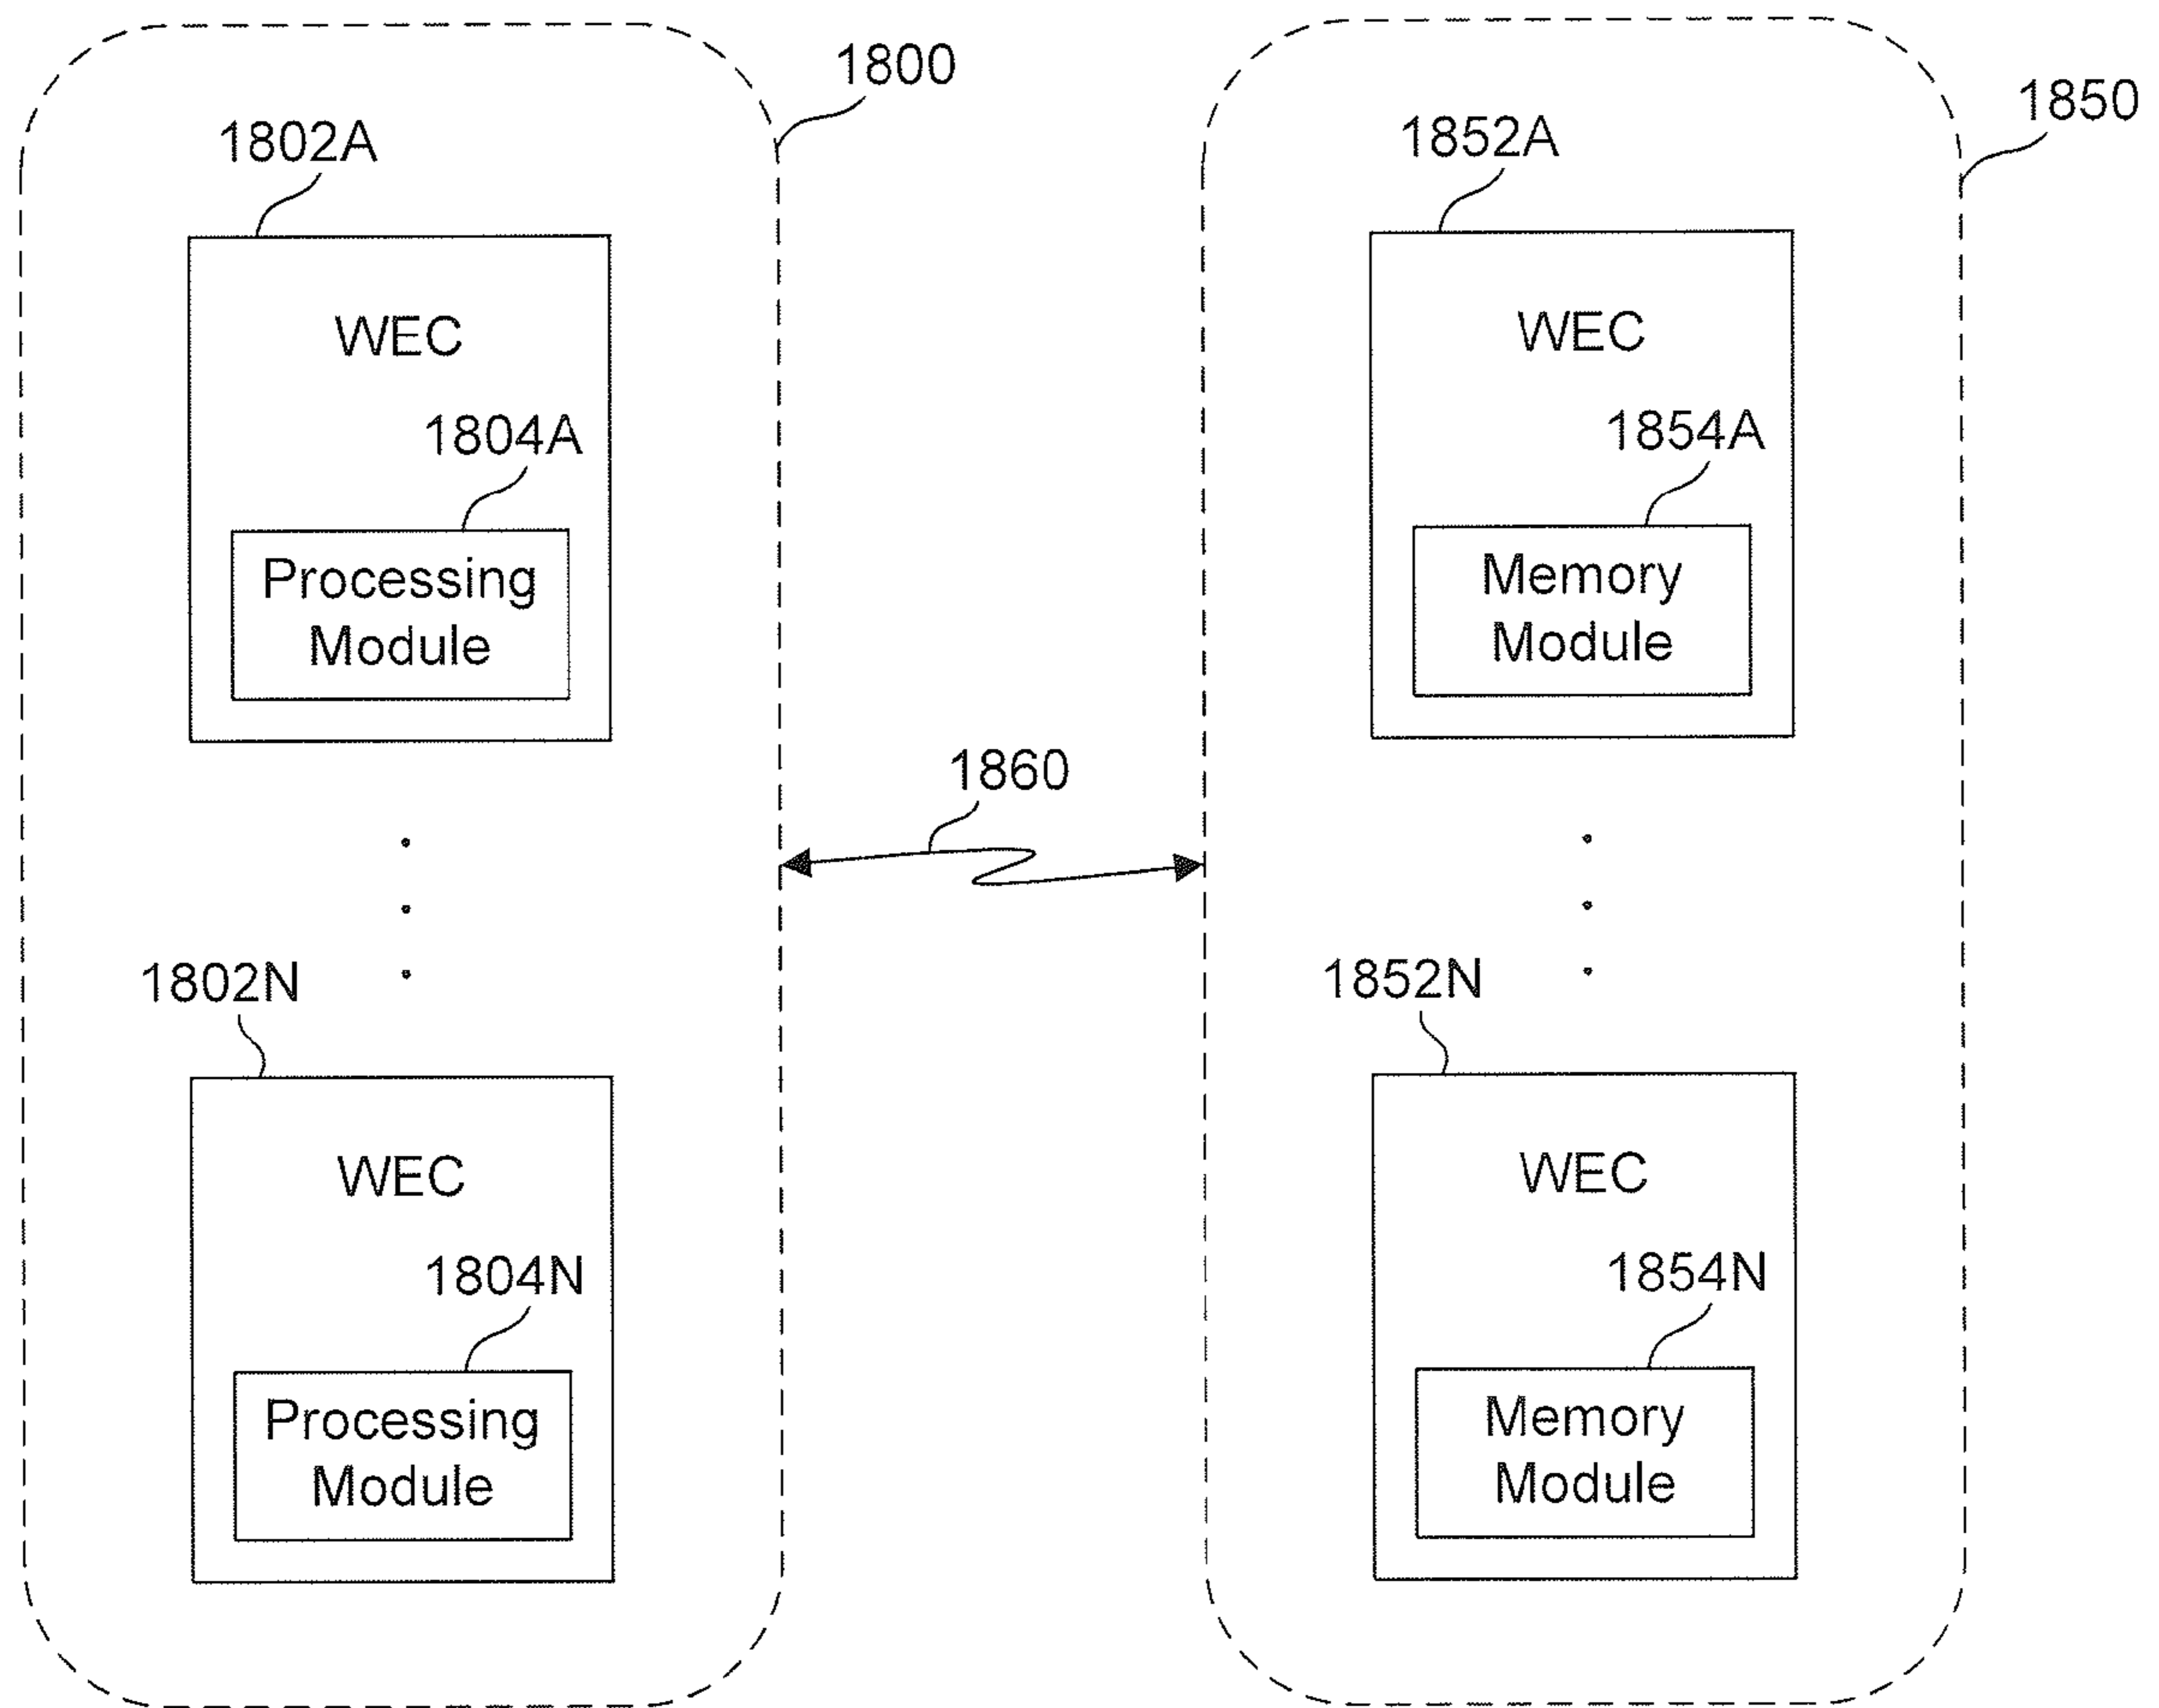 1800
1850
1802A
1852A
WEC
WEC
1804A
1854A
Processing
Module
Memory
Module
1860
1802N
1852N
WEC
WEC
1804N
1854N
Processing
Module
Memory
Module